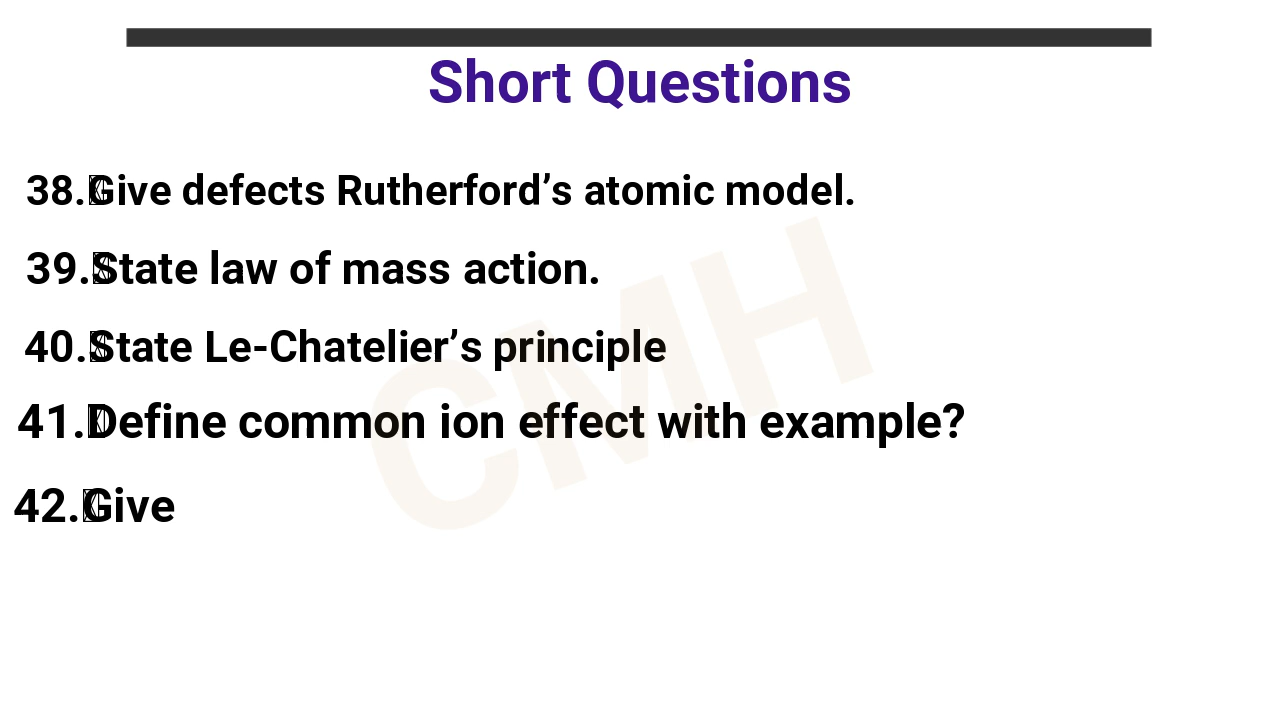 Short Questions
38.Give defects Rutherford’s atomic model.
39.State law of mass action.
40.State Le-Chatelier’s principle
41.Define common ion effect with example?
42.Give
CMH